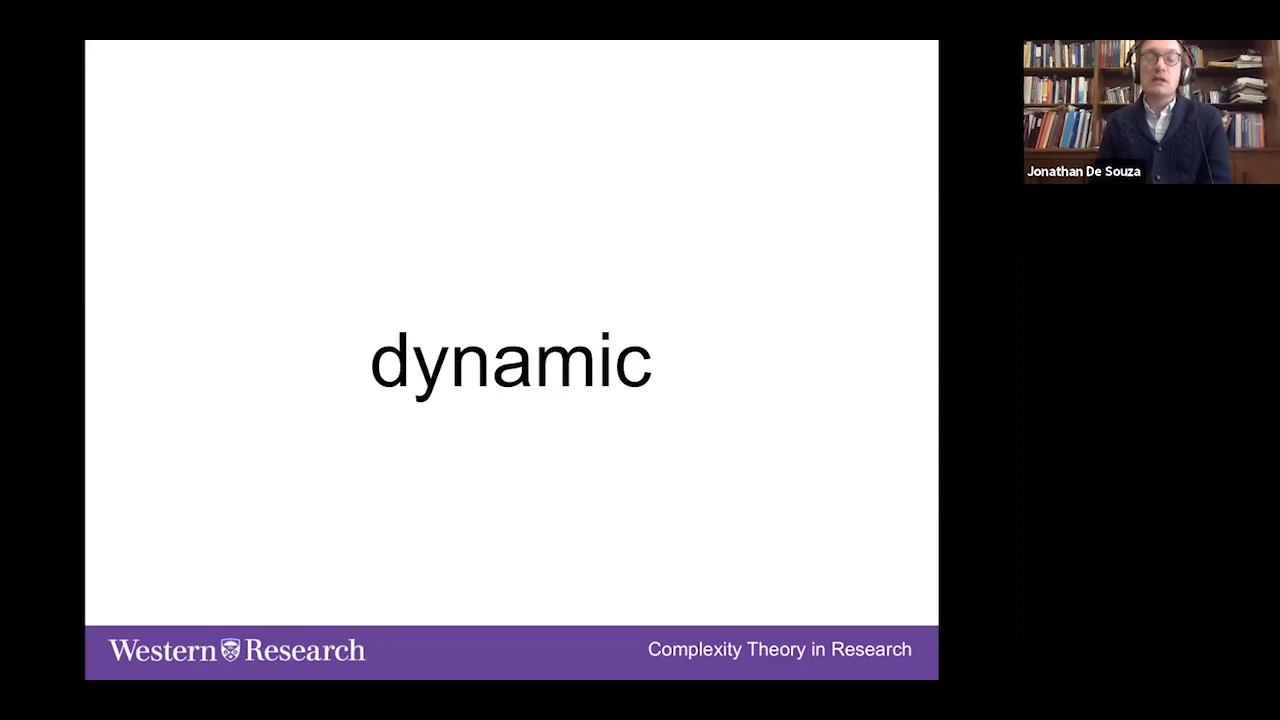 dynamic
Western Research
Complexity Theory in Research
Jonathan De Souza